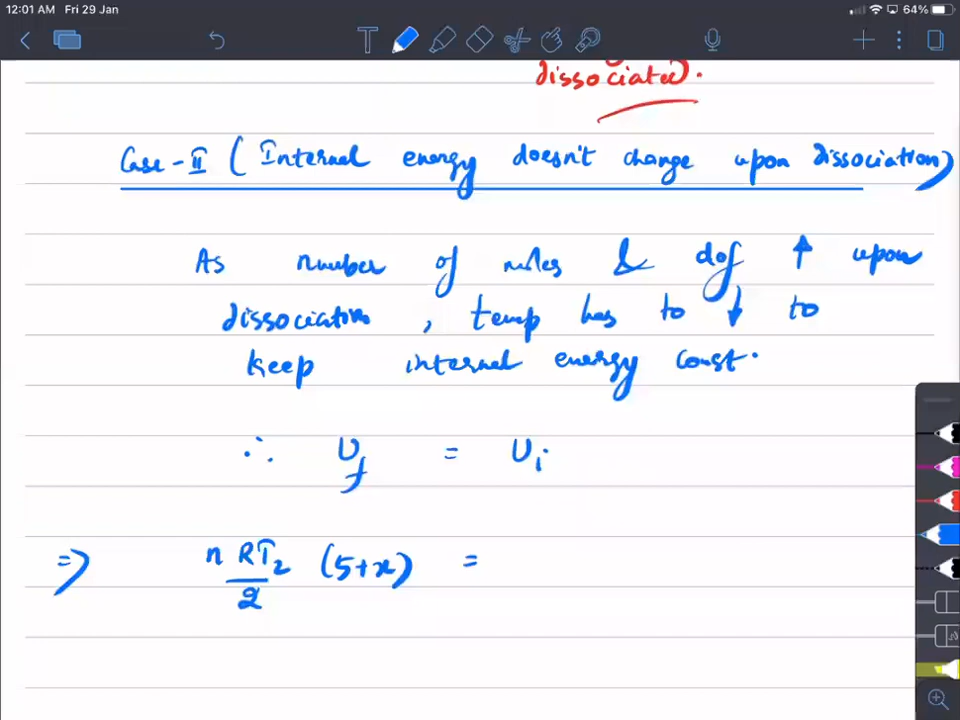 12:01 AM Fri 29 Jan 64%
dissociated).
Case-II (Internal energy doesn't change upon dissociation)
As number of moles & dof ↑ upon
dissociation, temp has to ↓ to
keep internal energy const.
∴ U_f = U_i
=> n RT_2/2 (5+x) =